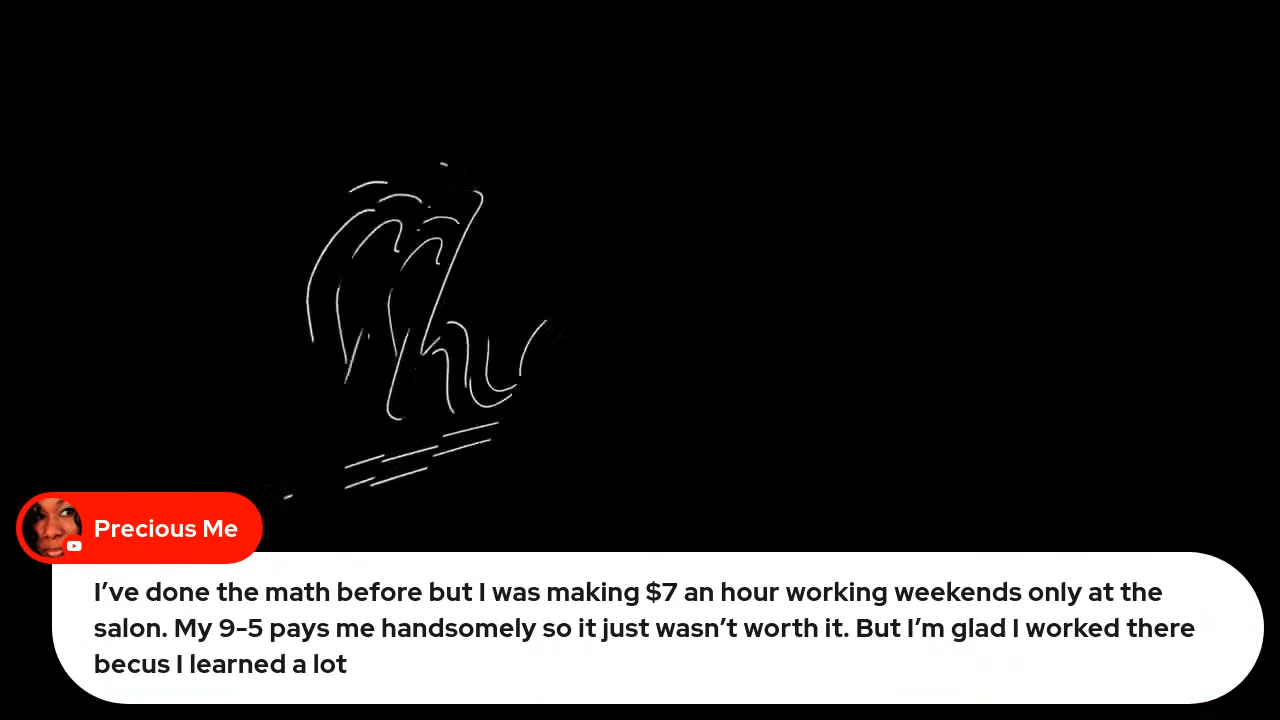 Precious Me
I’ve done the math before but I was making $7 an hour working weekends only at the
salon. My 9-5 pays me handsomely so it just wasn’t worth it. But I’m glad I worked there
becus I learned a lot